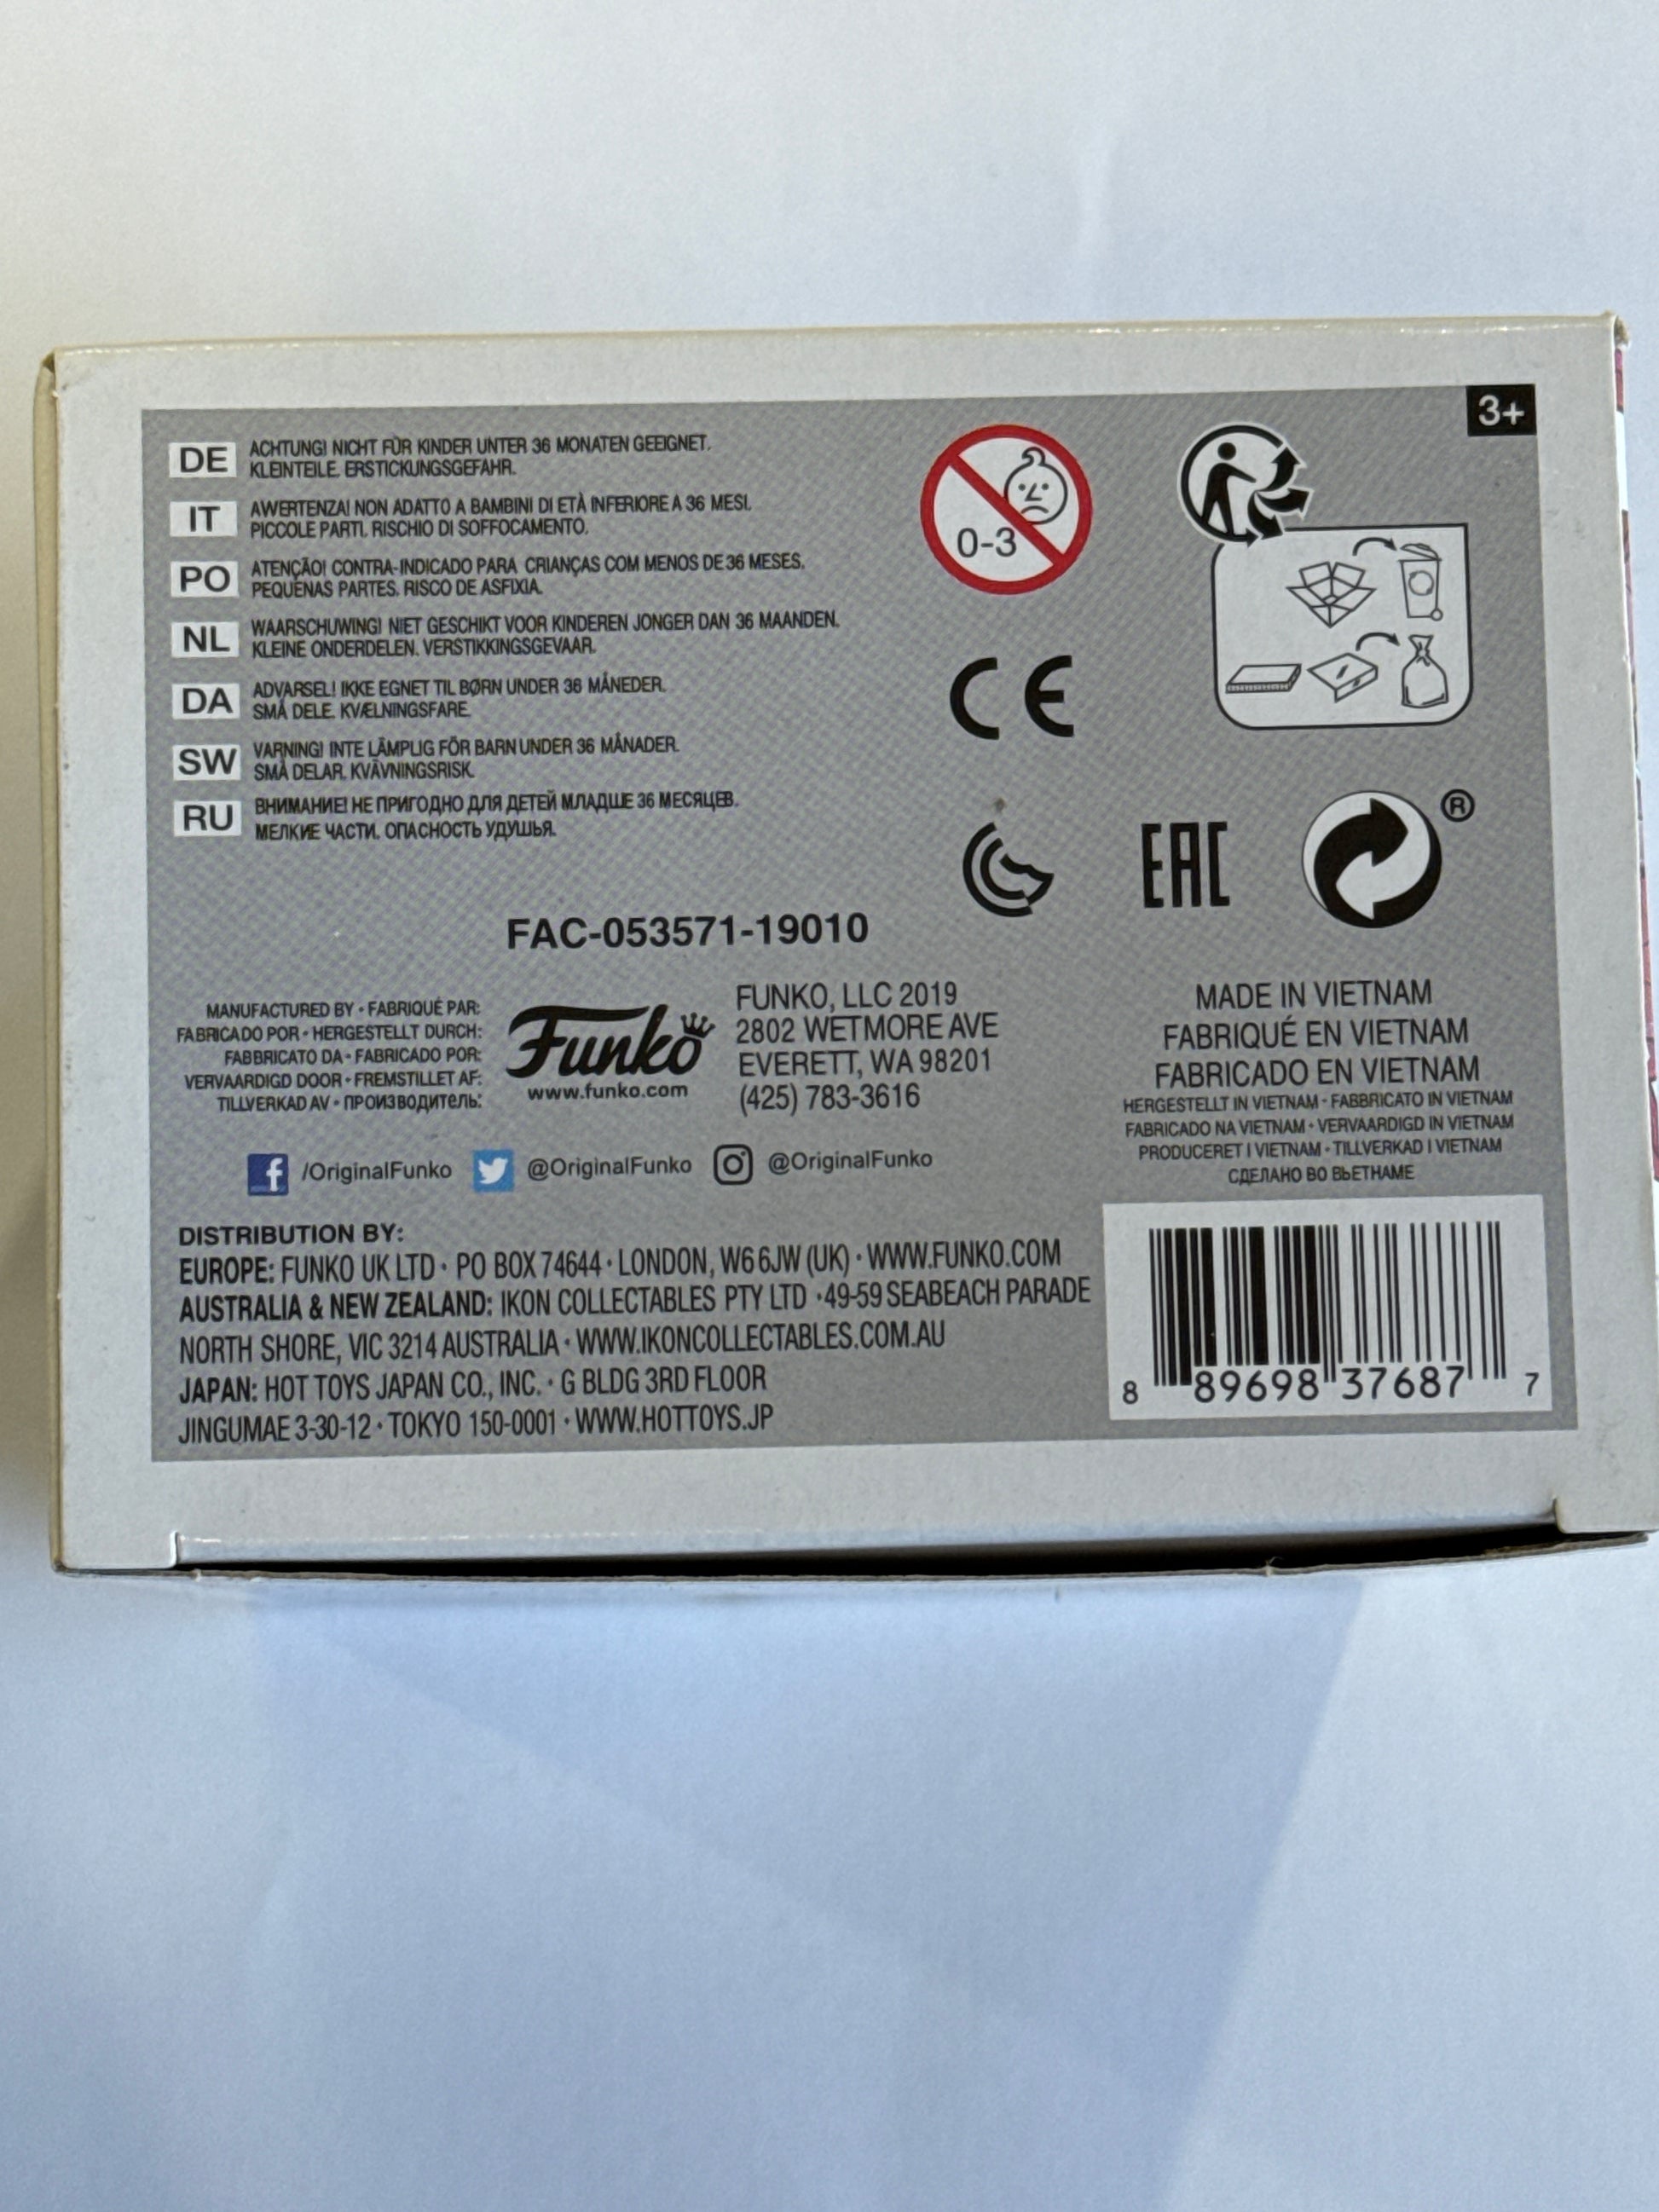 3+
DE ACHTUNG! NICHT FÜR KINDER UNTER 36 MONATEN GEEIGNET.
KLEINTEILE. ERSTICKUNGSGEFAHR.
IT AWERTENZA! NON ADATTO A BAMBINI DI ETÀ INFERIORE A 36 MESI.
PICCOLE PARTI. RISCHIO DI SOFFOCAMENTO.
PO ATENÇÃO! CONTRA-INDICADO PARA CRIANÇAS COM MENOS DE 36 MESES.
PEQUENAS PARTES. RISCO DE ASFIXIA.
NL WAARSCHUWING! NIET GESCHIKT VOOR KINDEREN JONGER DAN 36 MAANDEN.
KLEINE ONDERDELEN. VERSTIKKINGSGEVAAR.
DA ADVARSEL! IKKE EGNET TIL BØRN UNDER 36 MÅNEDER.
SMÅ DELE. KVÆLNINGSFARE.
SW VARNING! INTE LÄMPLIG FÖR BARN UNDER 36 MÅNADER.
SMÅ DELAR. KVÄVNINGSRISK.
RU ВНИМАНИЕ! НЕ ПРИГОДНО ДЛЯ ДЕТЕЙ МЛАДШЕ 36 МЕСЯЦЕВ.
МЕЛКИЕ ЧАСТИ. ОПАСНОСТЬ УДУШЬЯ.
0-3
CE
EAC
®
FAC-053571-19010
MANUFACTURED BY • FABRIQUÉ PAR:
FABRICADO POR • HERGESTELLT DURCH:
FABBRICATO DA • FABRICADO POR:
VERVAARDIGD DOOR • FREMSTILLET AF:
TILLVERKAD AV • ПРОИЗВОДИТЕЛЬ:
Funko
www.funko.com
FUNKO, LLC 2019
2802 WETMORE AVE
EVERETT, WA 98201
(425) 783-3616
MADE IN VIETNAM
FABRIQUÉ EN VIETNAM
FABRICADO EN VIETNAM
HERGESTELLT IN VIETNAM • FABBRICATO IN VIETNAM
FABRICADO NA VIETNAM • VERVAARDIGD IN VIETNAM
PRODUCERET I VIETNAM • TILLVERKAD I VIETNAM
СДЕЛАНО ВО ВЬЕТНАМЕ
f /OriginalFunko @OriginalFunko @OriginalFunko
DISTRIBUTION BY:
EUROPE: FUNKO UK LTD • PO BOX 74644 • LONDON, W6 6JW (UK) • WWW.FUNKO.COM
AUSTRALIA & NEW ZEALAND: IKON COLLECTABLES PTY LTD • 49-59 SEABEACH PARADE
NORTH SHORE, VIC 3214 AUSTRALIA • WWW.IKONCOLLECTABLES.COM.AU
JAPAN: HOT TOYS JAPAN CO., INC. • G BLDG 3RD FLOOR
JINGUMAE 3-30-12 • TOKYO 150-0001 • WWW.HOTTOYS.JP
8 89698 37687 7